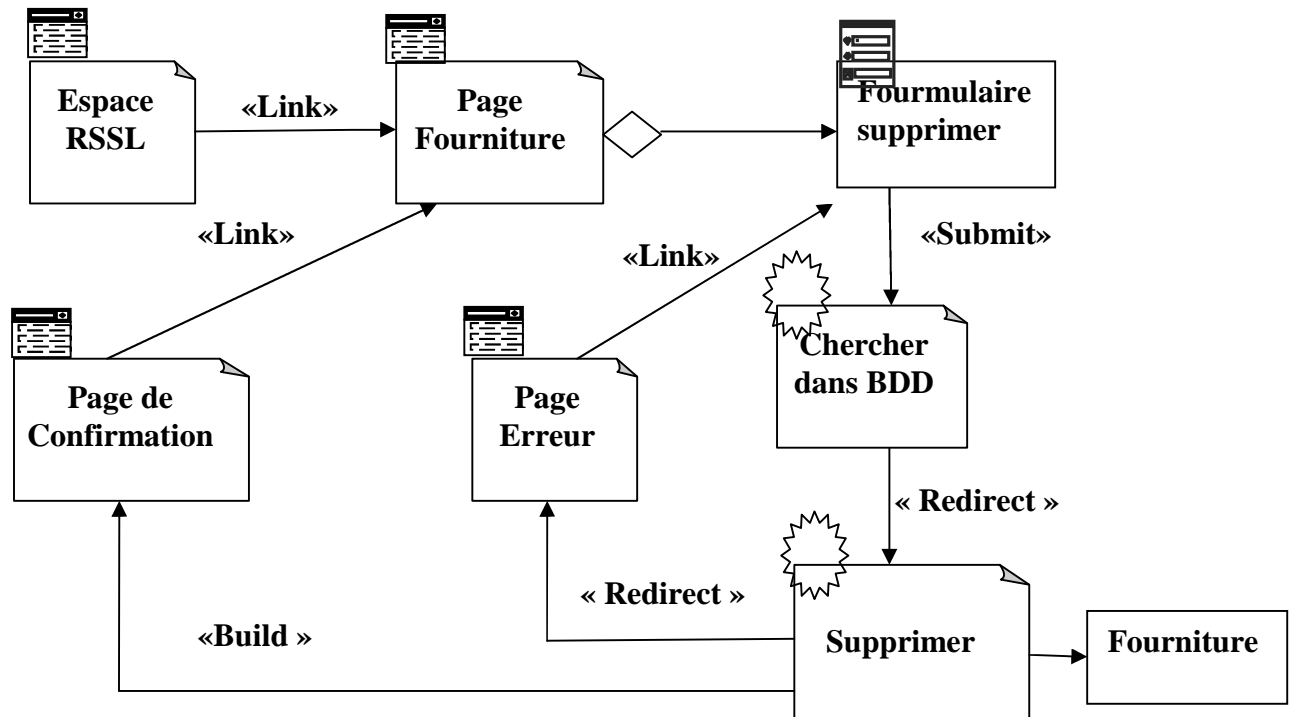 Espace
RSSL
«Link»
Page
Fourniture
Fourmulaire
supprimer
«Link»
«Link»
«Submit»
Page de
Confirmation
Page
Erreur
Chercher
dans BDD
« Redirect »
« Redirect »
«Build »
Supprimer
Fourniture